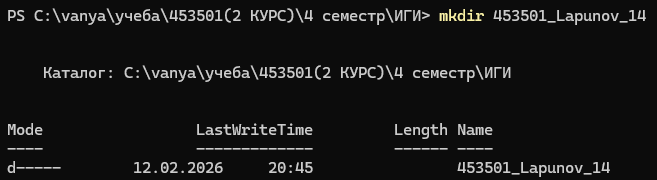 PS C:\vanya\учеба\453501(2 КУРС)\4 семестр\ИГИ> mkdir 453501_Lapunov_14
Каталог: C:\vanya\учеба\453501(2 КУРС)\4 семестр\ИГИ
Mode                 LastWriteTime         Length Name
----                 -------------         ------ ----
d-----        12.02.2026     20:45                453501_Lapunov_14